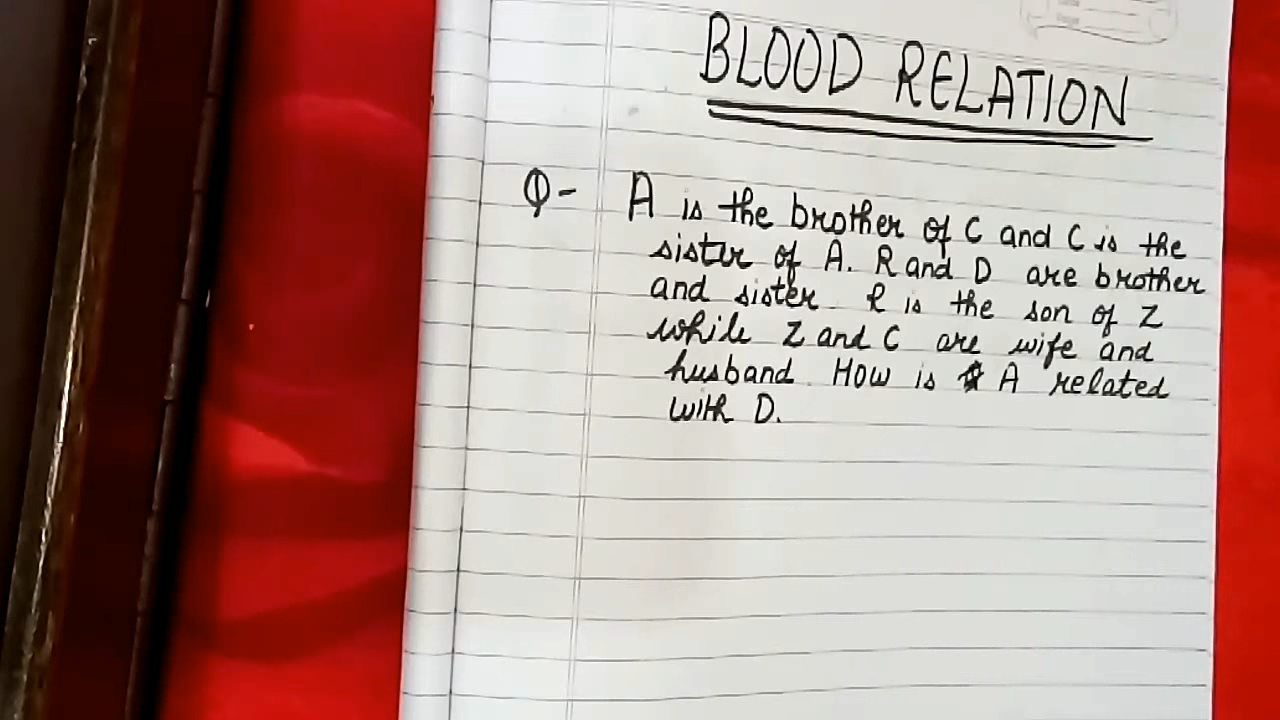 BLOOD RELATION
Q- A is the brother of C and C is the
sister of A. R and D are brother
and sister R is the son of Z
while Z and C are wife and
husband. How is A related
with D.